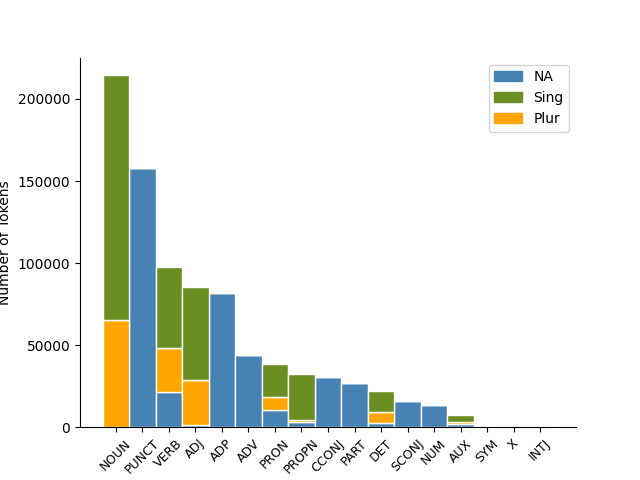 NA
Sing
Plur
200000
150000
100000
50000
0
Number of Tokens
NOUN PUNCT VERB ADJ ADP ADV PRON PROPN CCONJ PART DET SCONJ NUM AUX SYM X INTJ